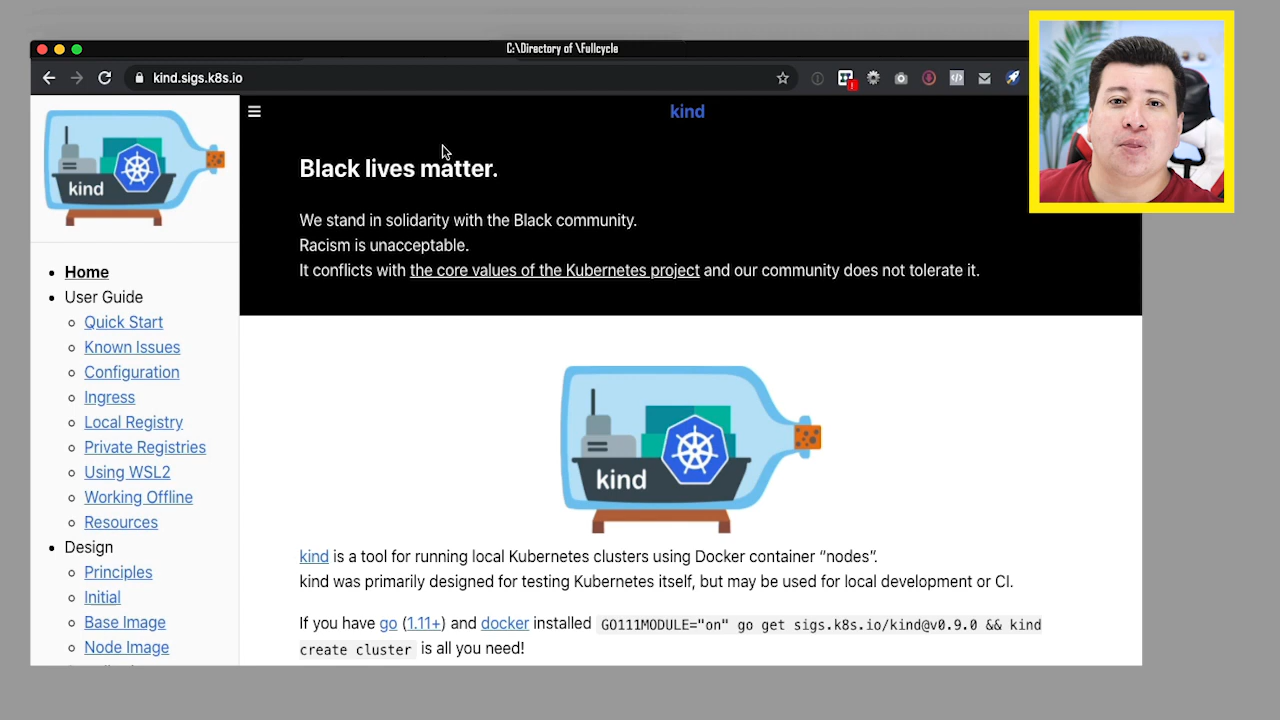 C:\Directory of \Fullcycle
kind.sigs.k8s.io
kind
kind
Black lives matter.
We stand in solidarity with the Black community.
Racism is unacceptable.
It conflicts with the core values of the Kubernetes project and our community does not tolerate it.
Home
User Guide
Quick Start
Known Issues
Configuration
Ingress
Local Registry
Private Registries
Using WSL2
Working Offline
Resources
Design
Principles
Initial
Base Image
Node Image
kind
kind is a tool for running local Kubernetes clusters using Docker container “nodes”.
kind was primarily designed for testing Kubernetes itself, but may be used for local development or CI.
If you have go (1.11+) and docker installed GO111MODULE="on" go get sigs.k8s.io/kind@v0.9.0 && kind
create cluster is all you need!